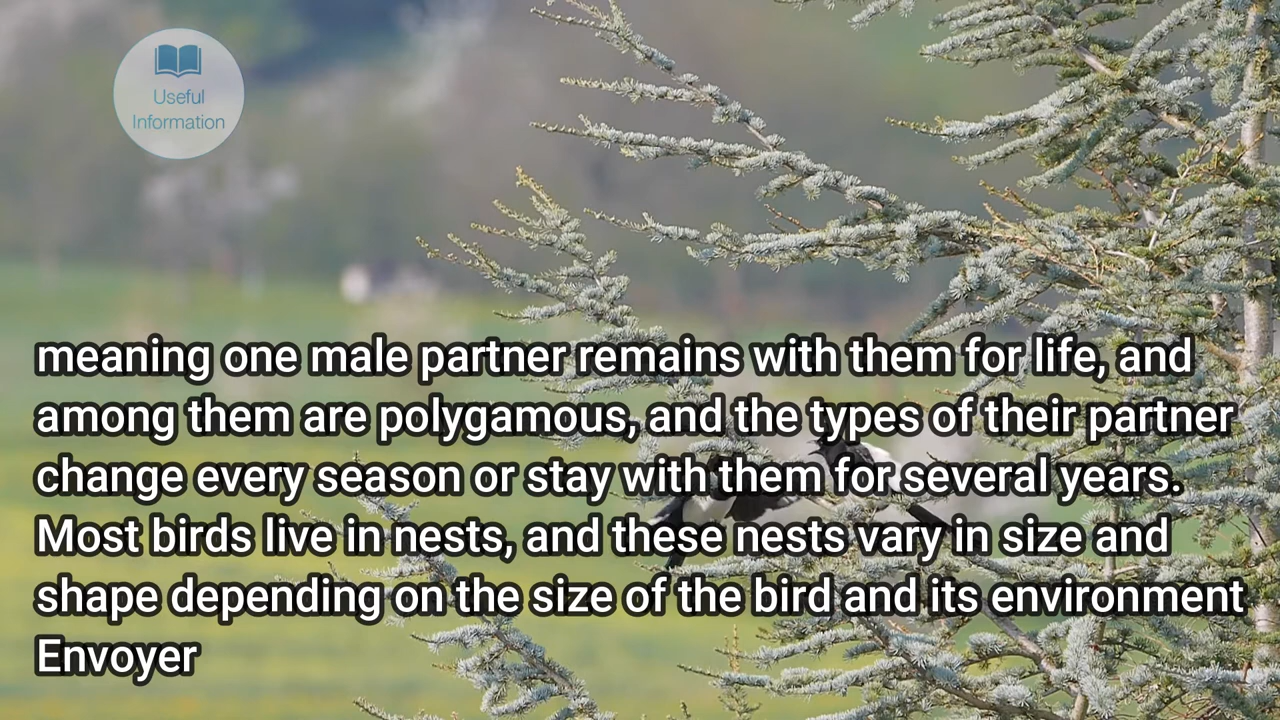 Useful
Information
meaning one male partner remains with them for life, and
among them are polygamous, and the types of their partner
change every season or stay with them for several years.
Most birds live in nests, and these nests vary in size and
shape depending on the size of the bird and its environment
Envoyer